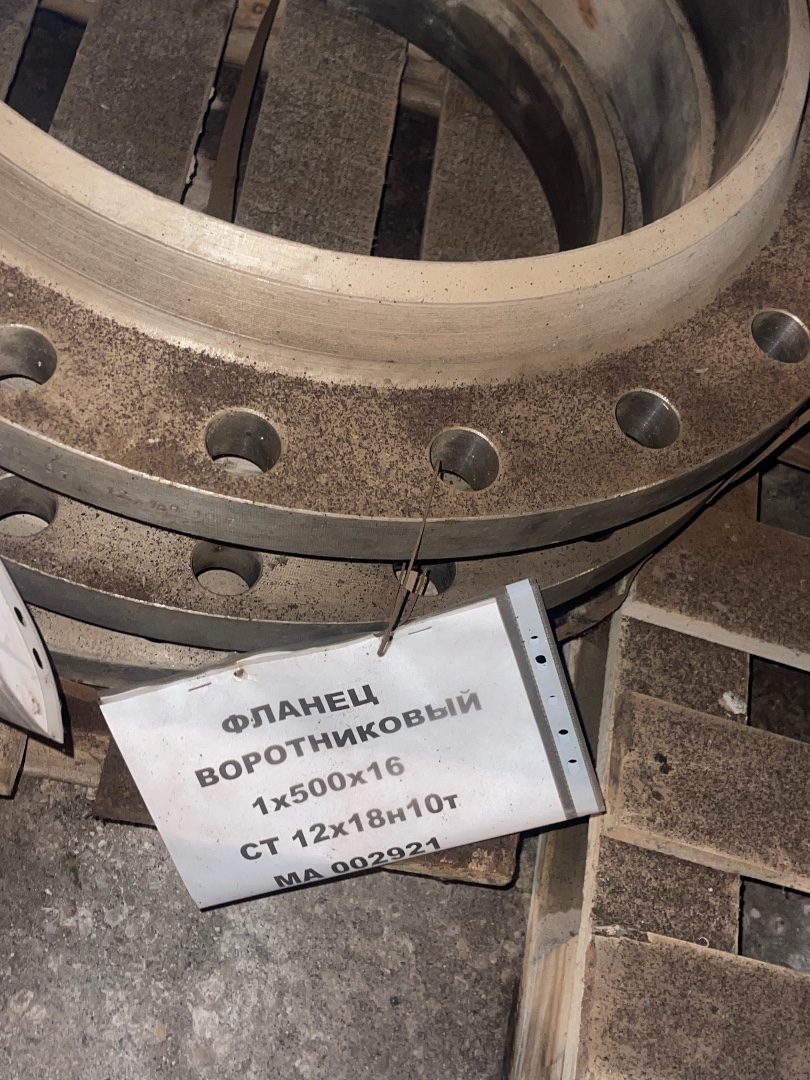 ФЛАНЕЦ
ВОРОТНИКОВЫЙ
1х500х16
СТ 12х18н10т
МА 002921